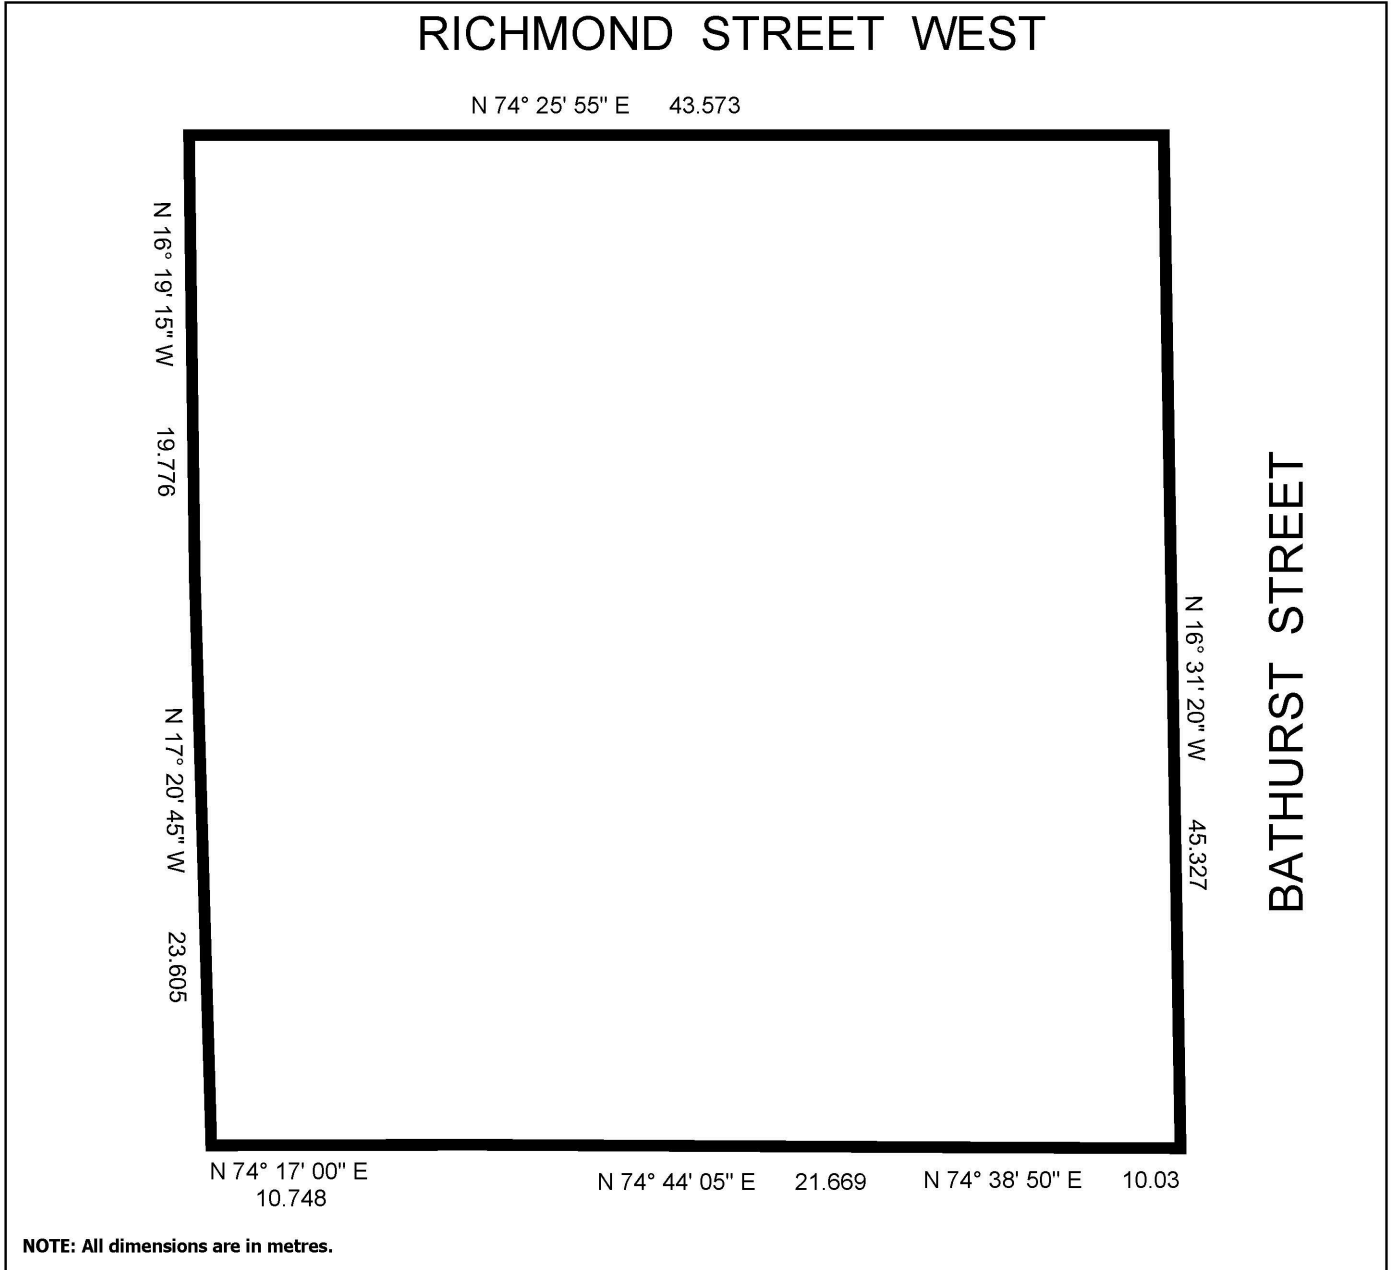 RICHMOND STREET WEST
N 74° 25' 55" E 43.573
N 16° 19' 15" W 19.776
N 17° 20' 45" W 23.605
N 16° 31' 20" W 45.327
BATHURST STREET
N 74° 17' 00" E
10.748
N 74° 44' 05" E 21.669
N 74° 38' 50" E 10.03
NOTE: All dimensions are in metres.